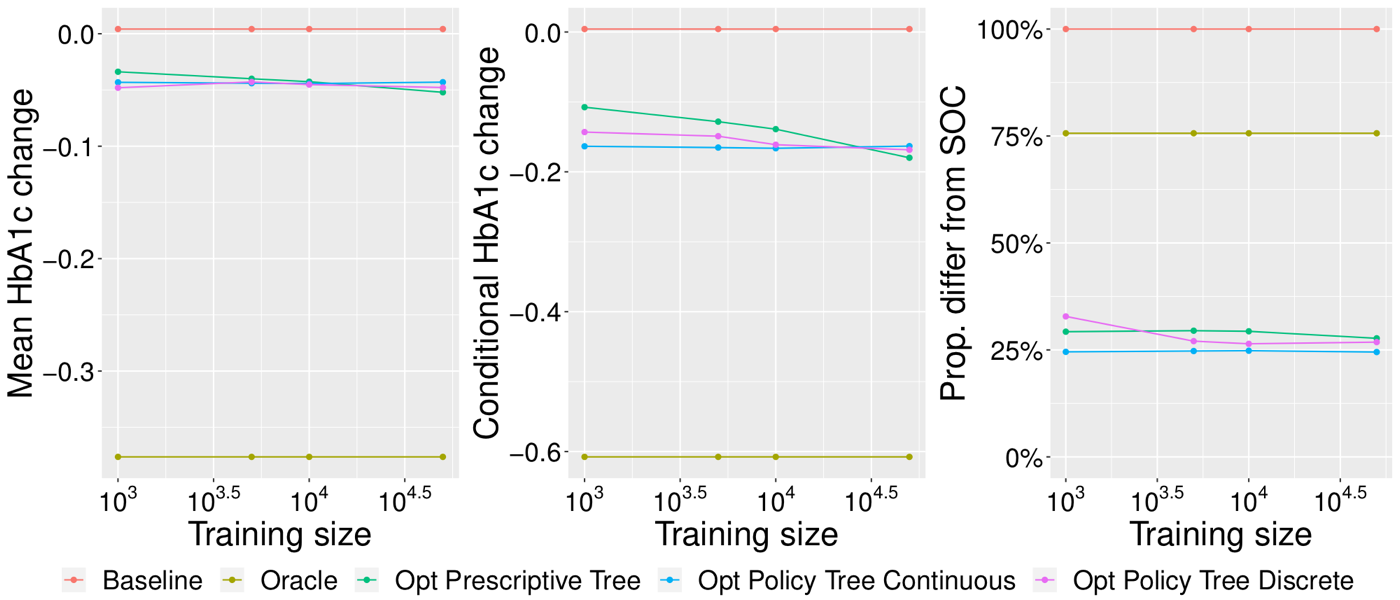 Mean HbA1c change
0.0
−0.1
−0.2
−0.3
10^3
10^3.5
10^4
10^4.5
Training size
Conditional HbA1c change
0.0
−0.2
−0.4
−0.6
10^3
10^3.5
10^4
10^4.5
Training size
Prop. differ from SOC
100%
75%
50%
25%
0%
10^3
10^3.5
10^4
10^4.5
Training size
Baseline
Oracle
Opt Prescriptive Tree
Opt Policy Tree Continuous
Opt Policy Tree Discrete